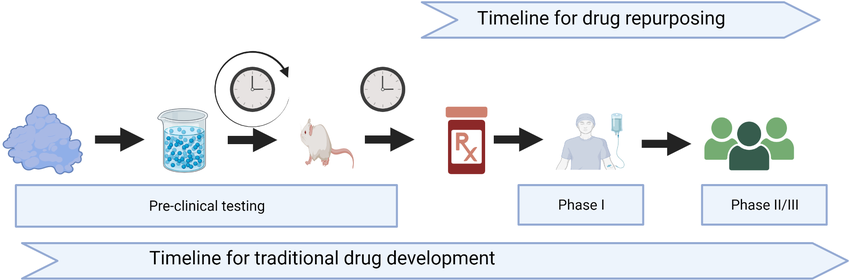 Timeline for drug repurposing
Rx
Pre-clinical testing
Phase I
Phase II/III
Timeline for traditional drug development